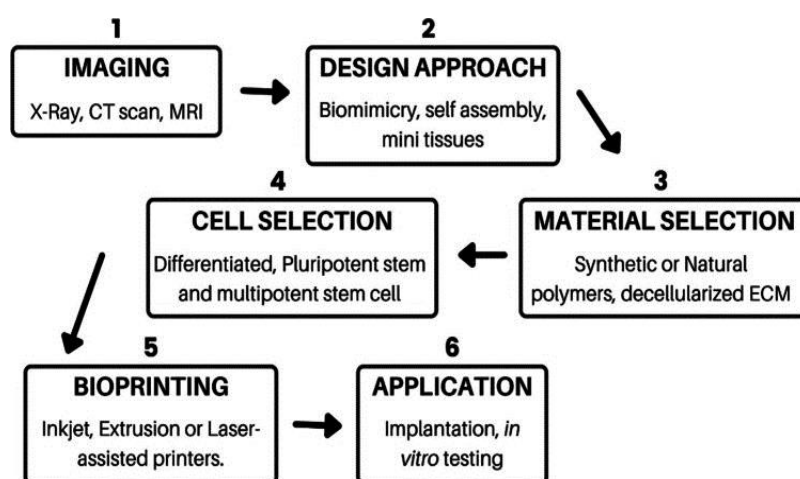 1
IMAGING
X-Ray, CT scan, MRI
2
DESIGN APPROACH
Biomimicry, self assembly,
mini tissues
3
MATERIAL SELECTION
Synthetic or Natural
polymers, decellularized ECM
4
CELL SELECTION
Differentiated, Pluripotent stem
and multipotent stem cell
5
BIOPRINTING
Inkjet, Extrusion or Laser-
assisted printers.
6
APPLICATION
Implantation, in
vitro testing